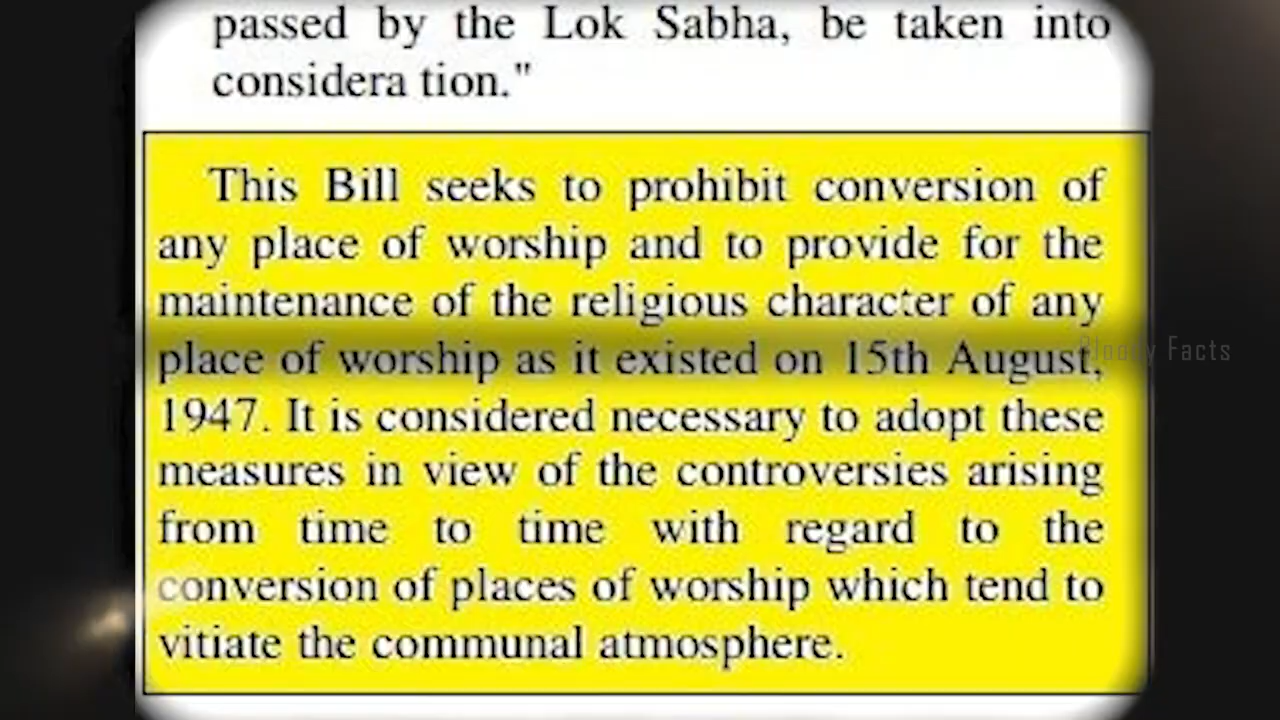 passed by the Lok Sabha, be taken into
considera tion."
This Bill seeks to prohibit conversion of
any place of worship and to provide for the
maintenance of the religious character of any
place of worship as it existed on 15th August,
1947. It is considered necessary to adopt these
measures in view of the controversies arising
from time to time with regard to the
conversion of places of worship which tend to
vitiate the communal atmosphere.
Facts